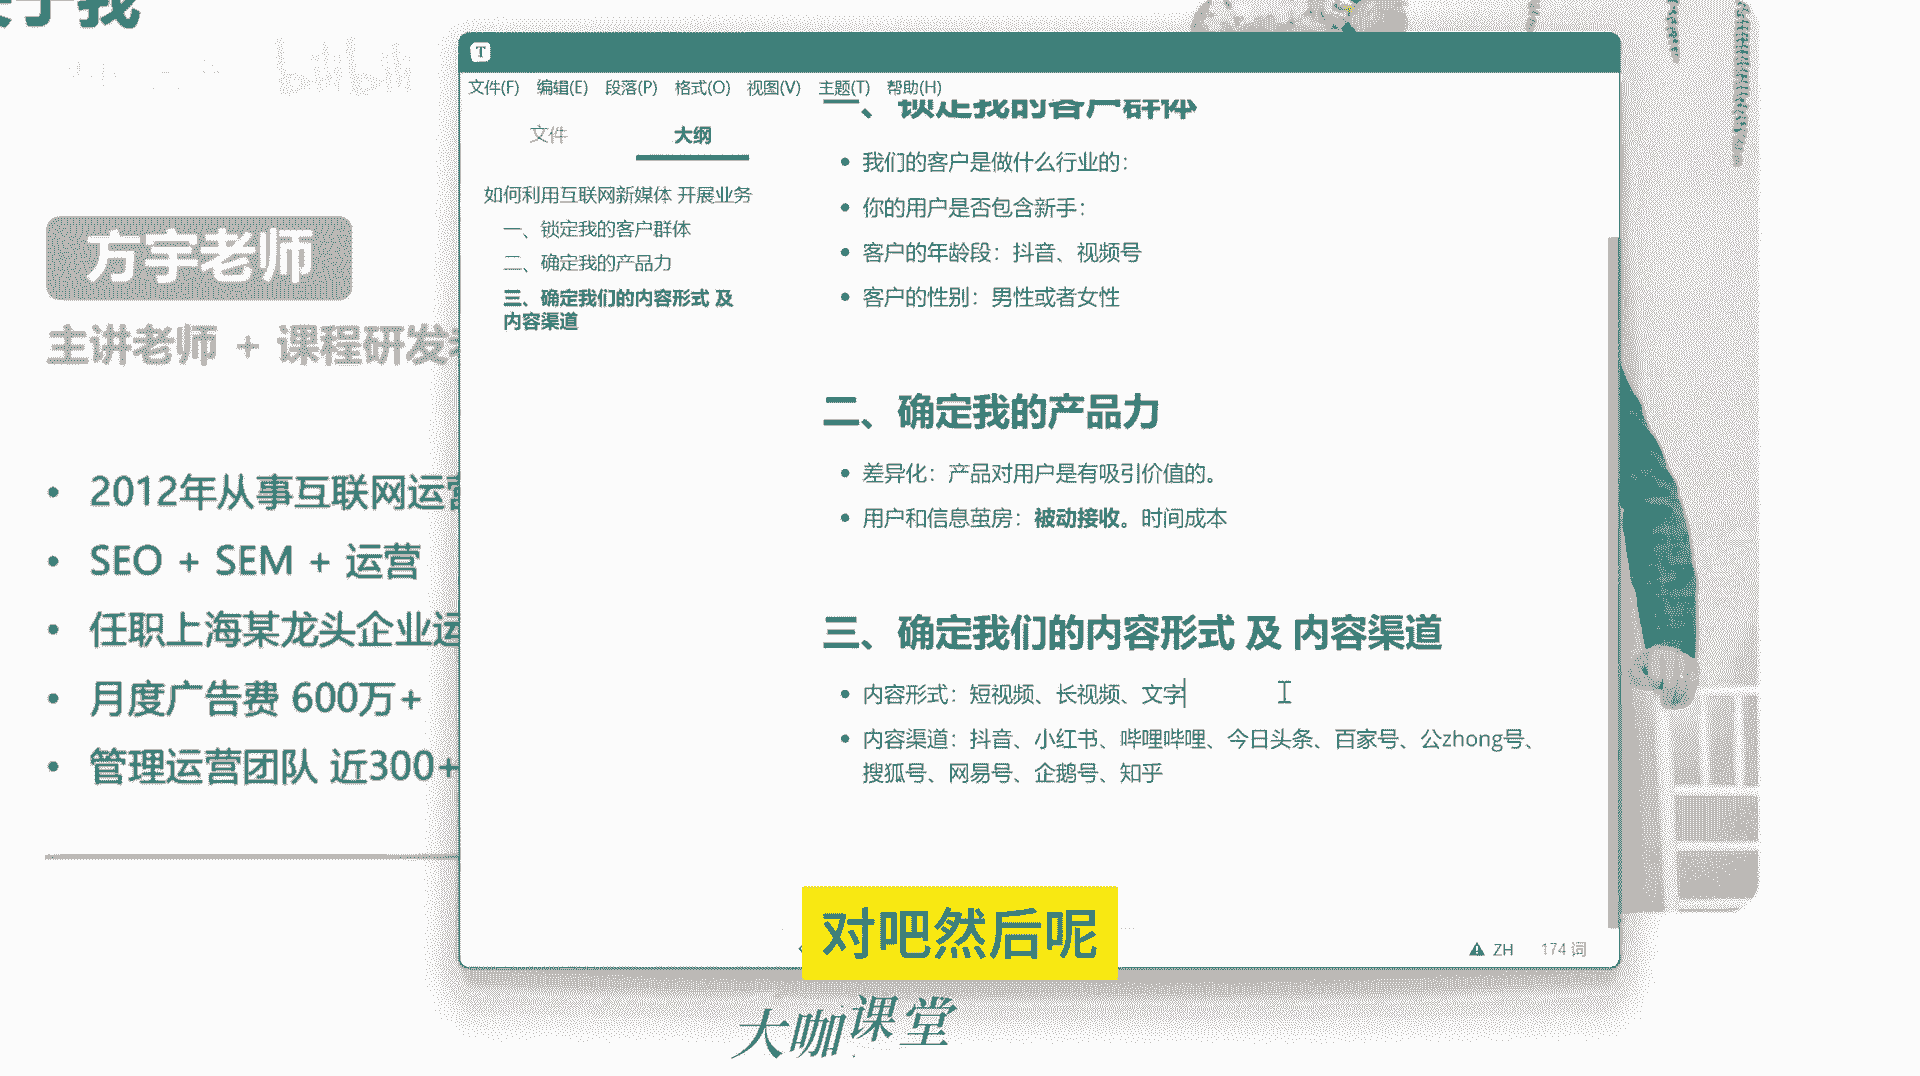 关于我
bilibili
方宇老师
主讲老师 + 课程研发老
2012年从事互联网运营
SEO + SEM + 运营
任职上海某龙头企业运
月度广告费 600万+
管理运营团队 近300+
T
文件(F) 编辑(E) 段落(P) 格式(O) 视图(V) 主题(T) 帮助(H)
文件 大纲
如何利用互联网新媒体 开展业务
一、锁定我的客户群体
二、确定我的产品力
三、确定我们的内容形式 及
内容渠道
一、锁定我的客户群体
我们的客户是做什么行业的：
你的用户是否包含新手：
客户的年龄段：抖音、视频号
客户的性别：男性或者女性
二、确定我的产品力
差异化：产品对用户是有吸引价值的。
用户和信息茧房：被动接收。时间成本
三、确定我们的内容形式 及 内容渠道
内容形式：短视频、长视频、文字
内容渠道：抖音、小红书、哔哩哔哩、今日头条、百家号、公zhong号、
搜狐号、网易号、企鹅号、知乎
ZH 174 词
对吧然后呢
大咖课堂